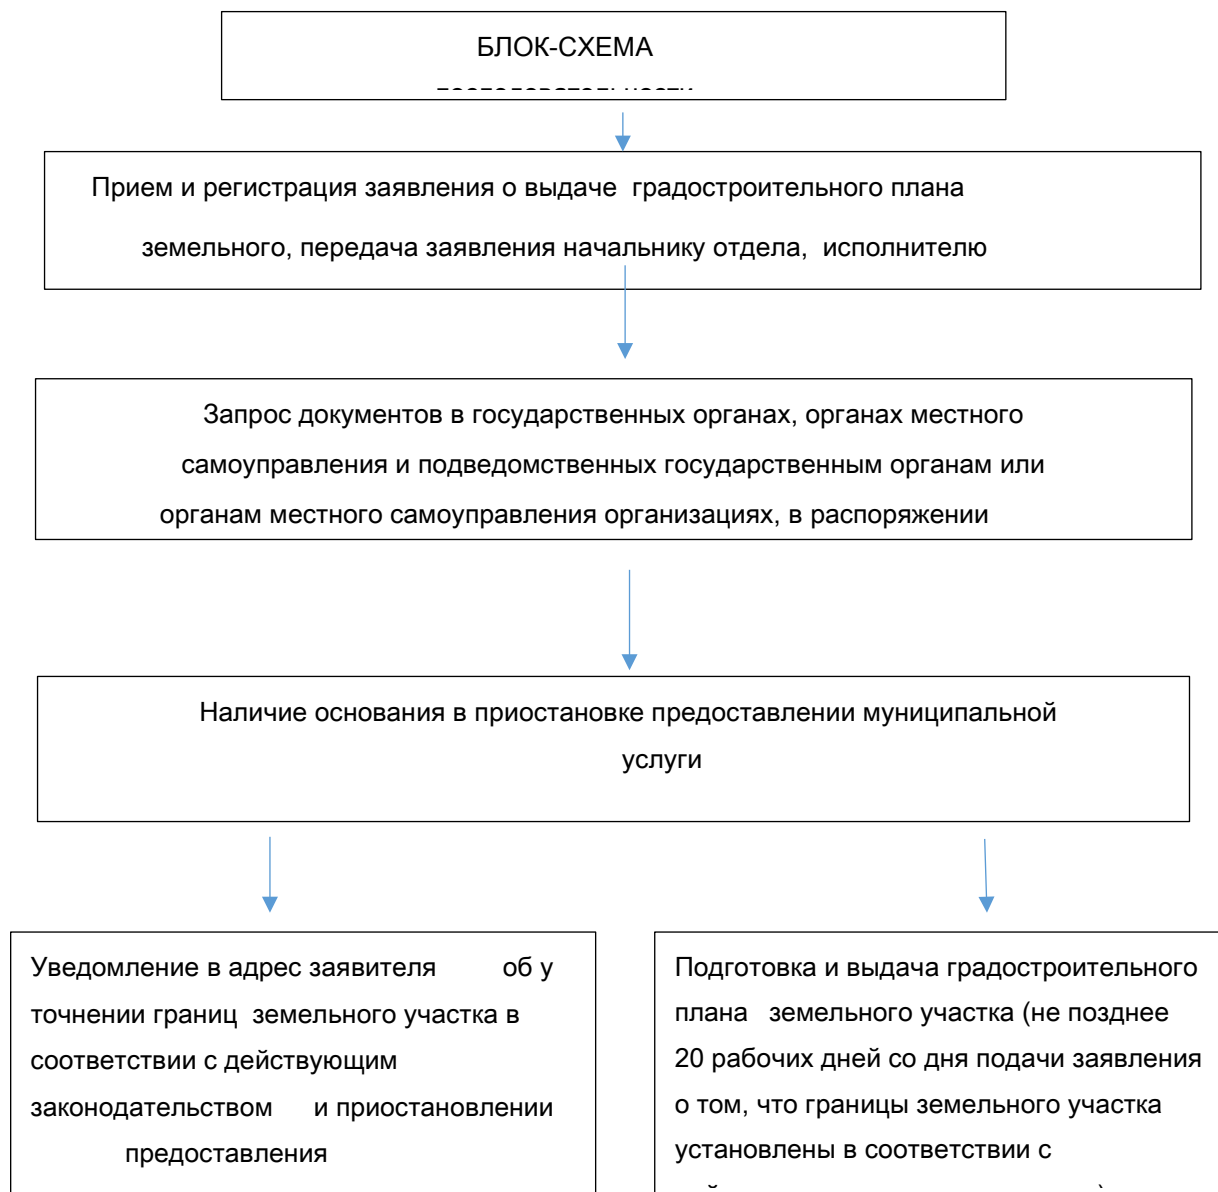 БЛОК-СХЕМА
Прием и регистрация заявления о выдаче градостроительного плана
земельного, передача заявления начальнику отдела, исполнителю
Запрос документов в государственных органах, органах местного
самоуправления и подведомственных государственным органам или
органам местного самоуправления организациях, в распоряжении
Наличие основания в приостановке предоставлении муниципальной
услуги
Уведомление в адрес заявителя об у
точнении границ земельного участка в
соответствии с действующим
законодательством и приостановлении
предоставления
Подготовка и выдача градостроительного
плана земельного участка (не позднее
20 рабочих дней со дня подачи заявления
о том, что границы земельного участка
установлены в соответствии с